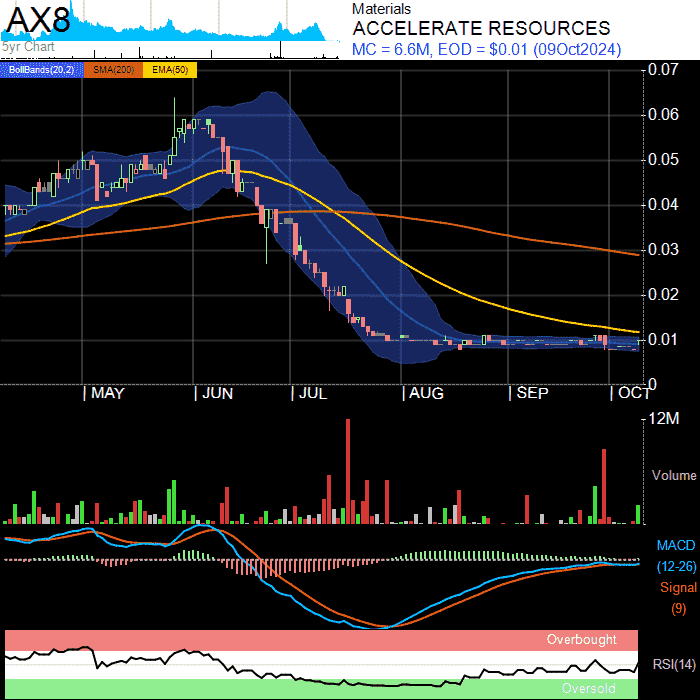 AX8
5yr Chart
Materials
ACCELERATE RESOURCES
MC = 6.6M, EOD = $0.01 (09Oct2024)
BollBands(20,2) SMA(200) EMA(50)
0.07
0.06
0.05
0.04
0.03
0.02
0.01
0
| MAY | JUN | JUL | AUG | SEP | OCT
12M
Volume
MACD
(12-26)
Signal
(9)
Overbought
RSI(14)
Oversold